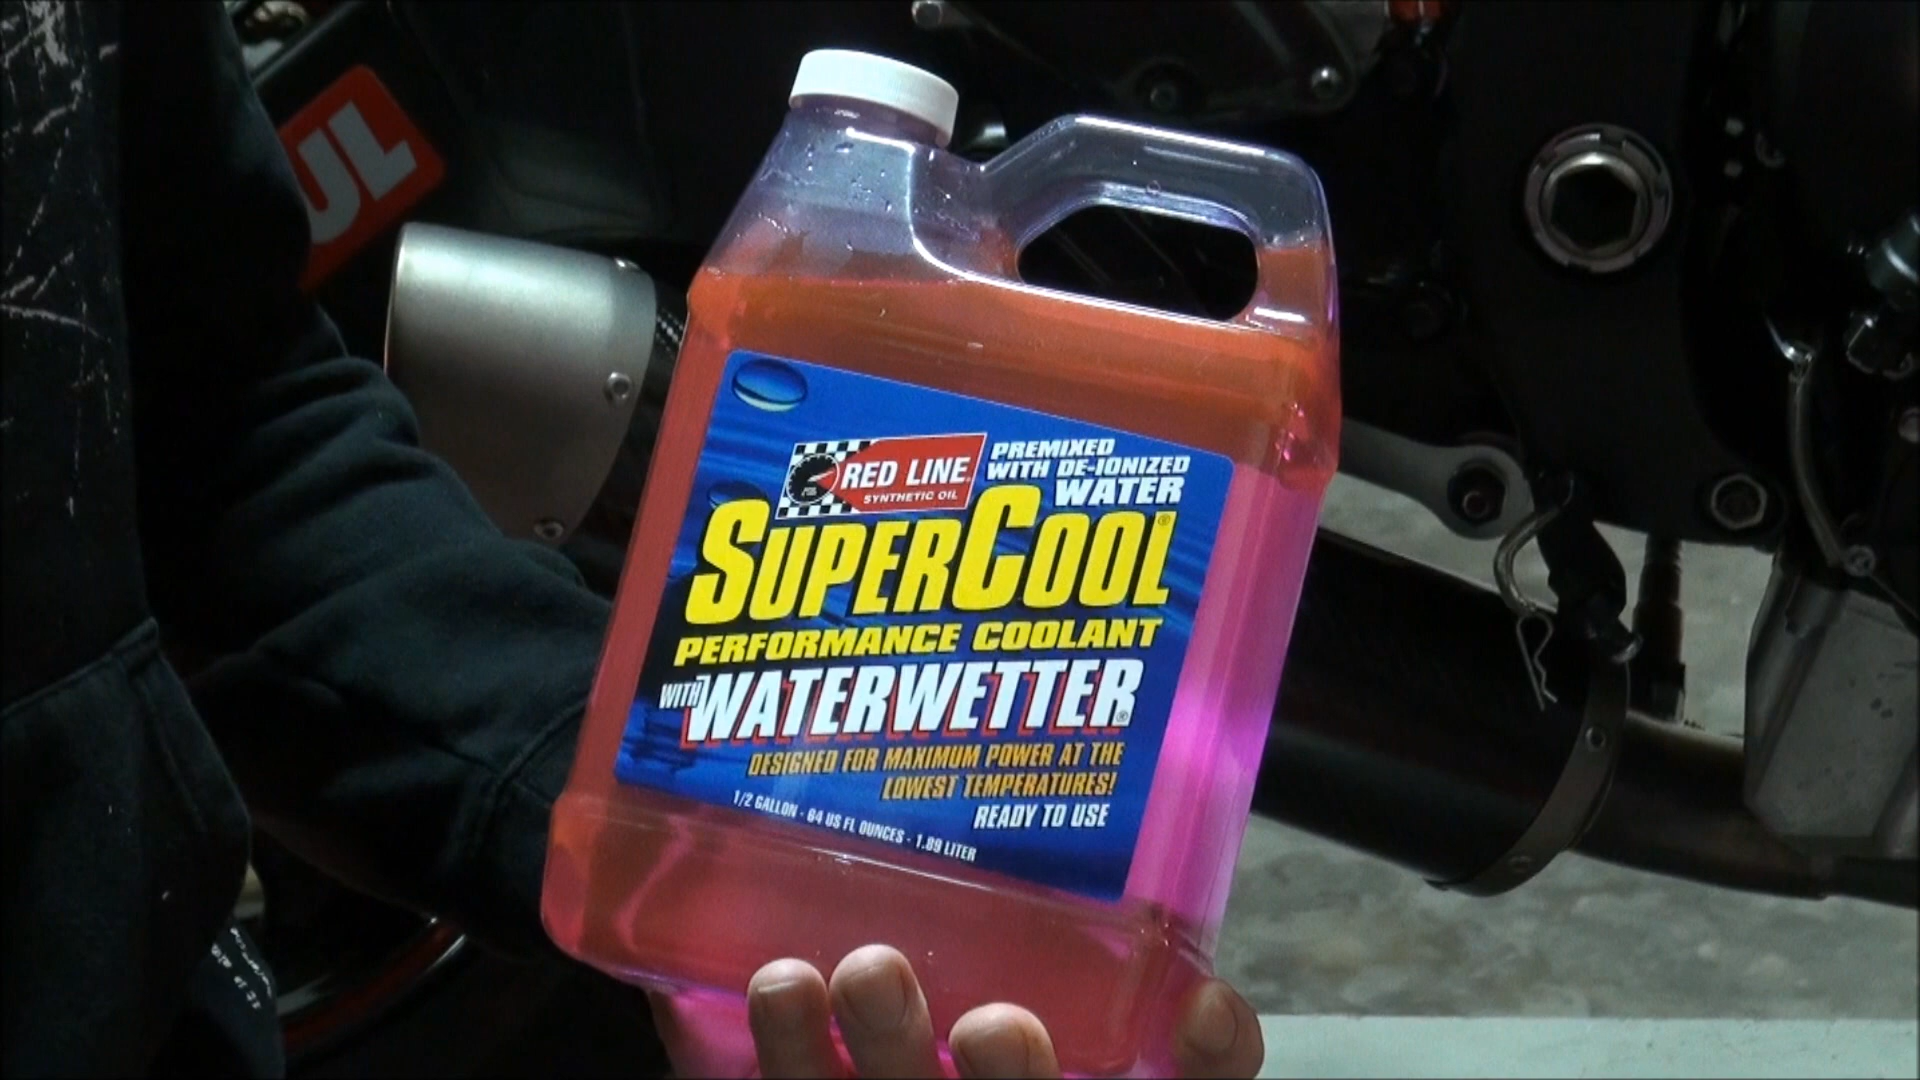 UL
RED LINE
SYNTHETIC OIL
PREMIXED
WITH DE-IONIZED
WATER
SUPERCOOL®
PERFORMANCE COOLANT
WITH WATERWETTER®
DESIGNED FOR MAXIMUM POWER AT THE
LOWEST TEMPERATURES!
READY TO USE
1/2 GALLON - 64 US FL OUNCES - 1.89 LITER